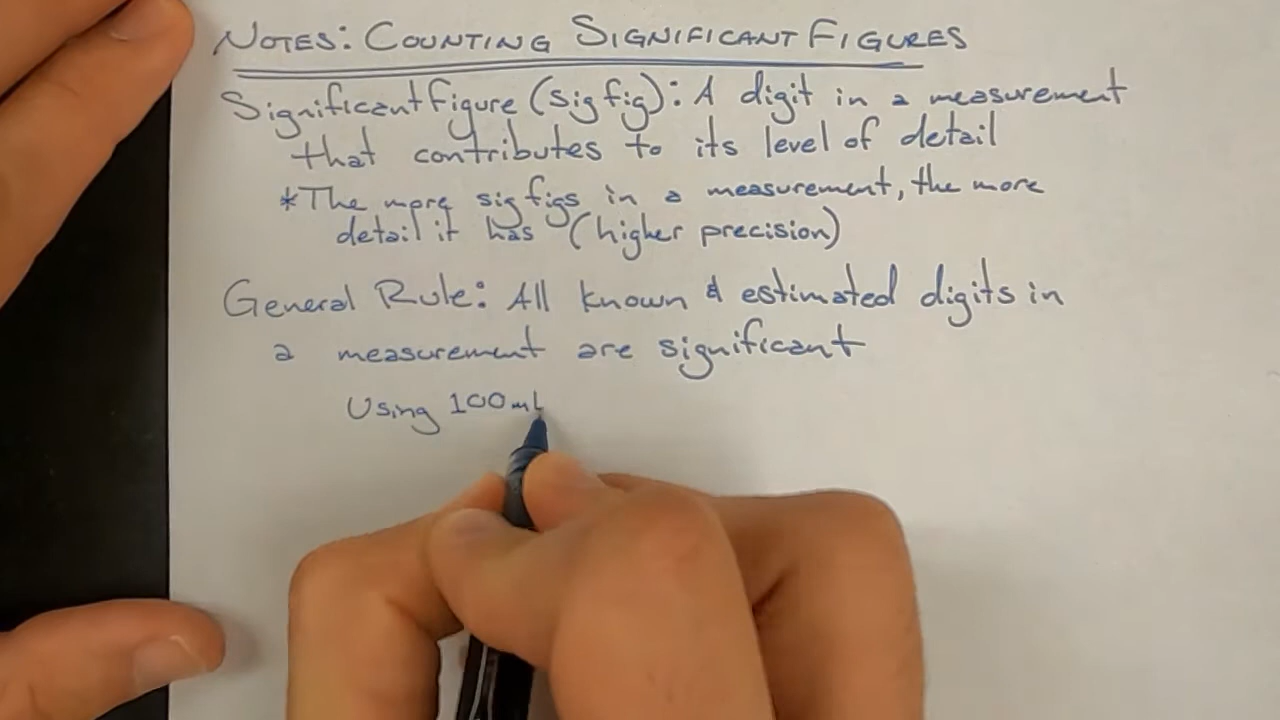 NOTES: COUNTING SIGNIFICANT FIGURES
Significant Figure (sig fig): A digit in a measurement
that contributes to its level of detail
*The more sig figs in a measurement, the more
detail it has (higher precision)
General Rule: All known & estimated digits in
a measurement are significant
Using 100mL